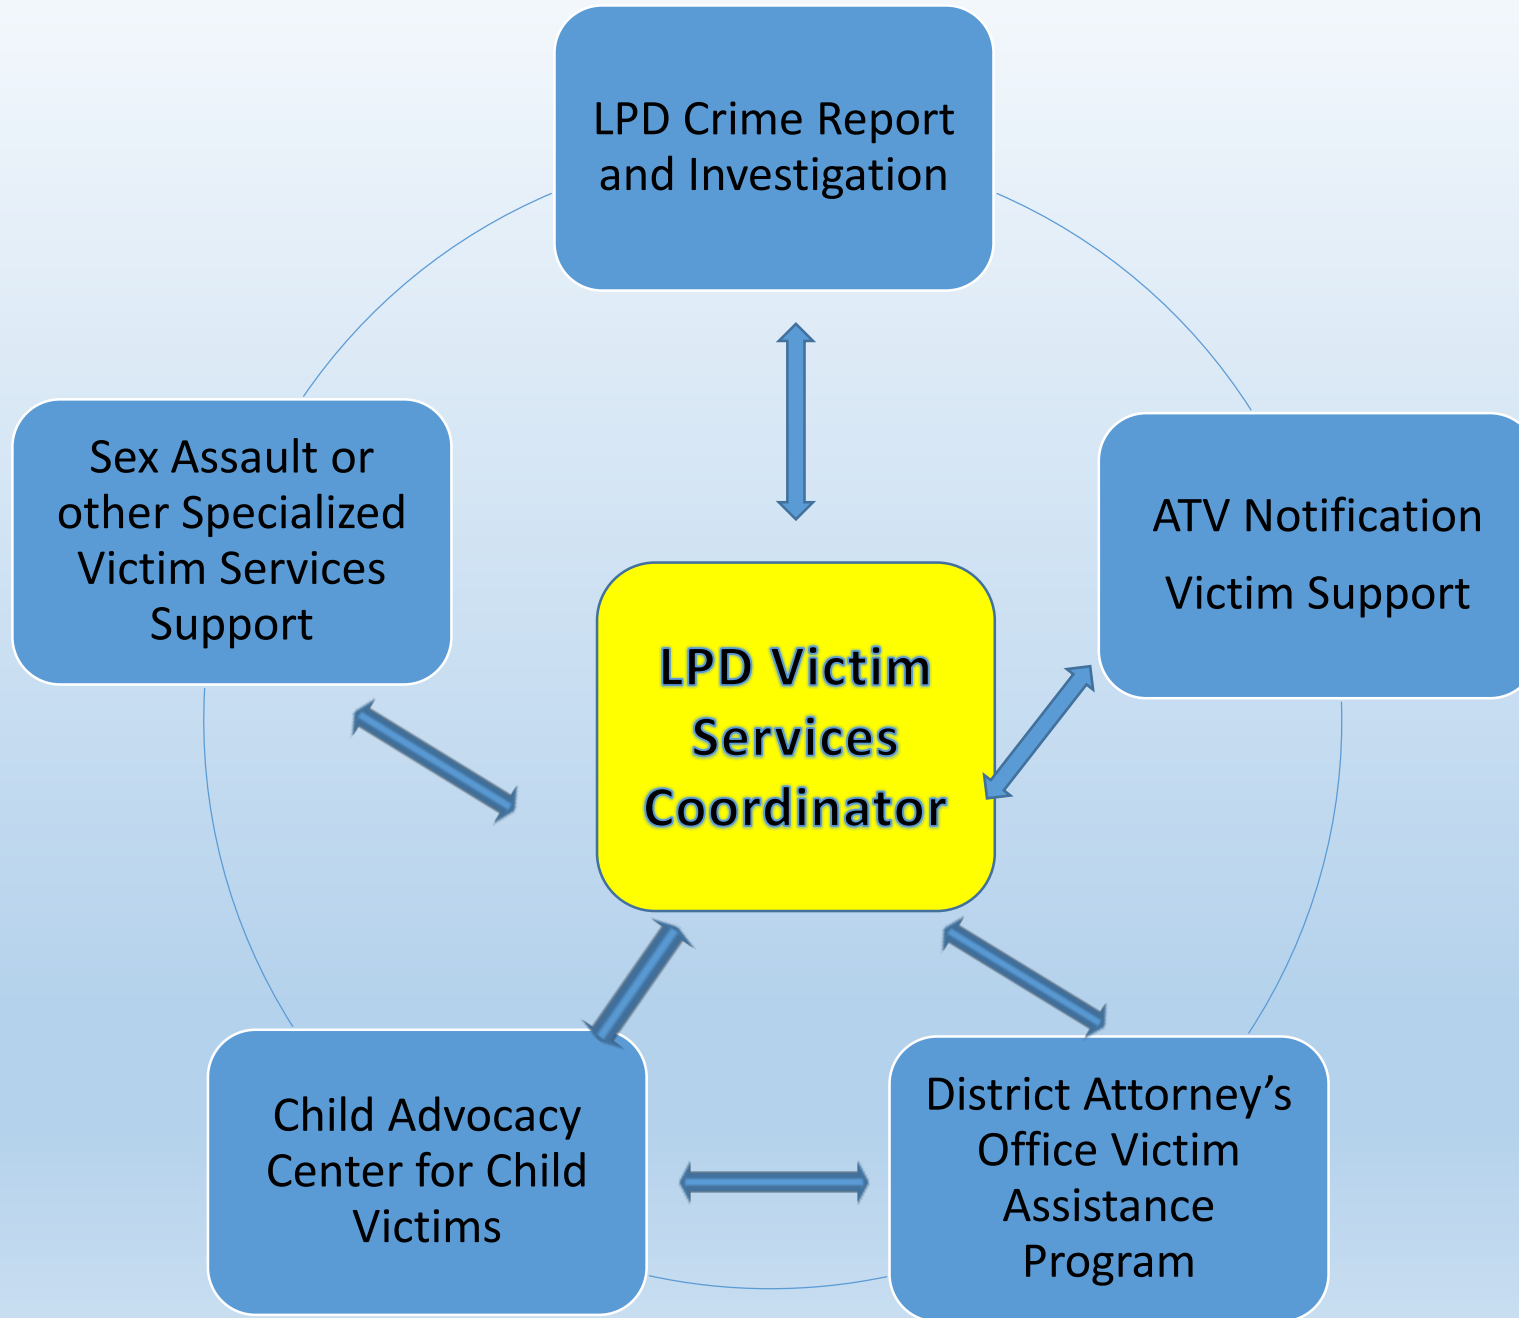 LPD Crime Report
and Investigation
Sex Assault or
other Specialized
Victim Services
Support
ATV Notification
Victim Support
LPD Victim
Services
Coordinator
Child Advocacy
Center for Child
Victims
District Attorney’s
Office Victim
Assistance
Program